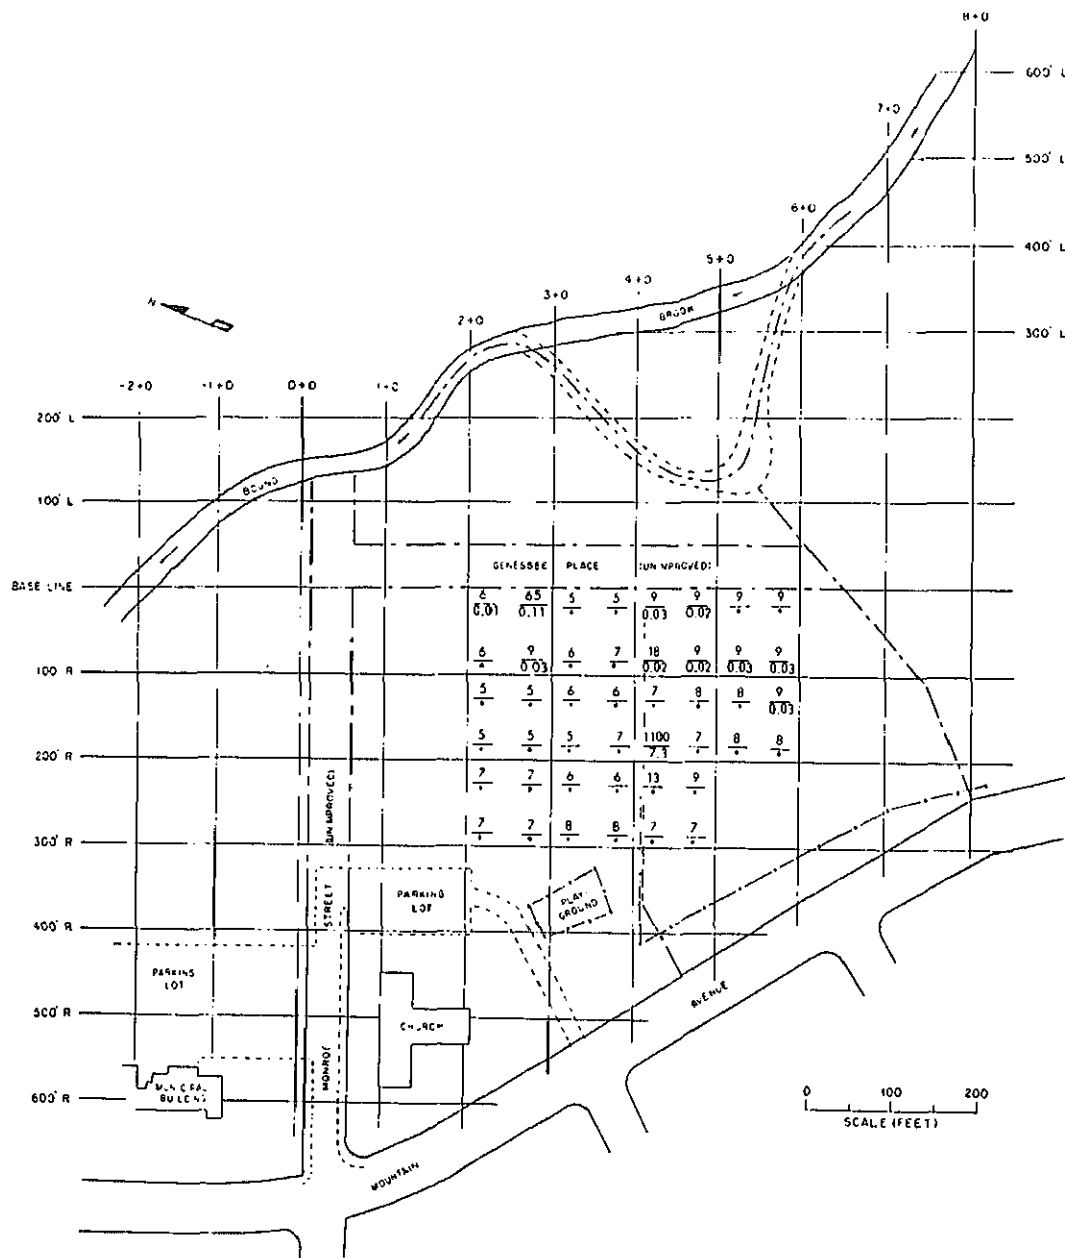 8+0
600' L
7+0
500' L
6+0
400' L
5+0
4+0
3+0
300' L
BROOK
N
2+0
-2+0 -1+0 0+0 1+0
200' L 200' L
BOUND
100' L 100' L
GENESSEE PLACE (UNIMPROVED)
BASE LINE
6 65 5 5 9 9 9 9
0.01 0.11 * * 0.03 0.02 * *
6 9 6 7 18 9 9 9
* 0.03 * * 0.02 0.02 0.03 0.03
100' R
5 5 6 6 7 8 8 9
* * * * * * * 0.03
5 5 5 7 1100 7 8 8
* * * * 7.3 * * *
200' R
7 7 6 6 13 9
* * * * * *
(UNIMPROVED)
7 7 8 8 7 7
* * * * * *
300' R
STREET
PARKING
LOT
PLAY-
GROUND
400' R
PARKING
LOT
AVENUE
500' R
CHURCH
MONROE
MUNICIPAL
BUILDING
600' R
0 100 200
SCALE (FEET)
MOUNTAIN